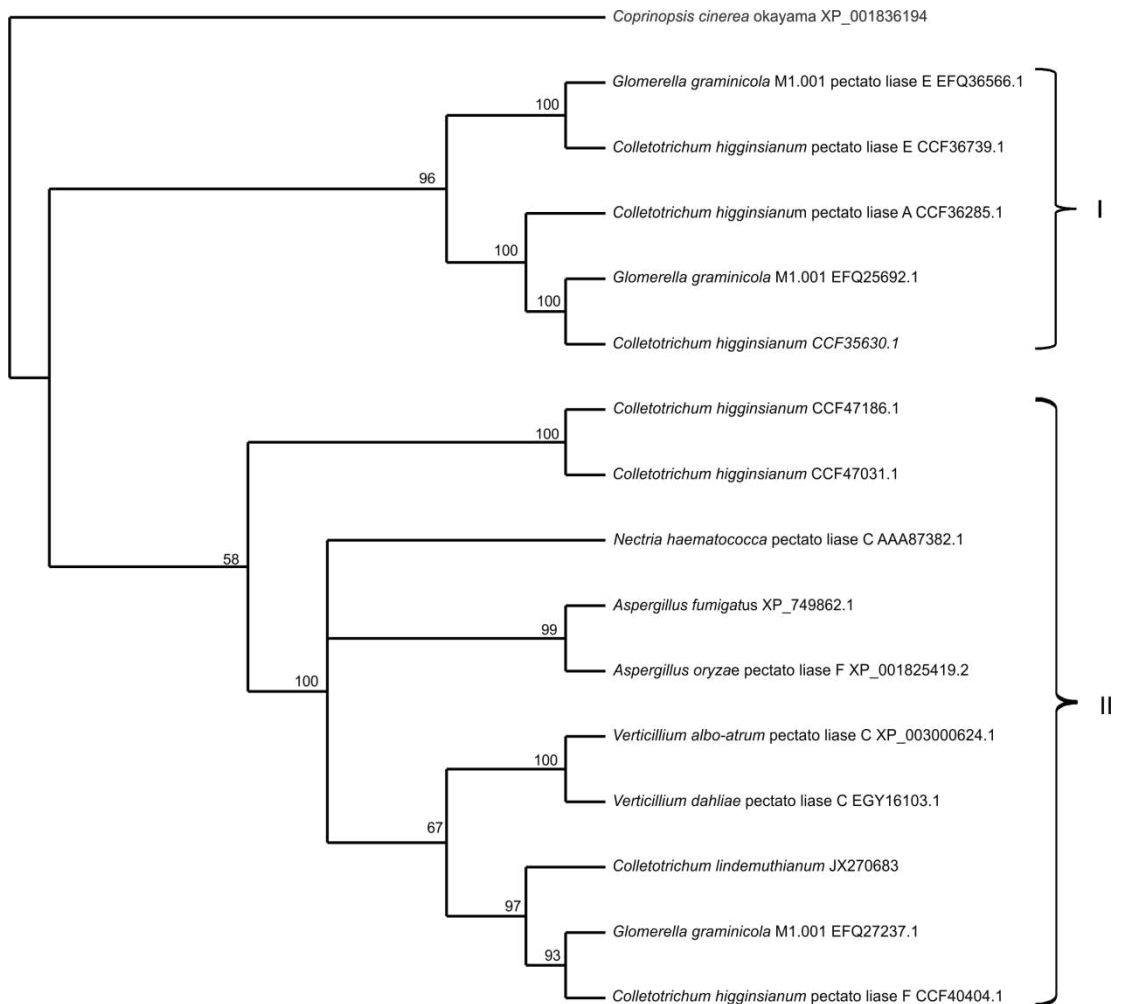 Coprinopsis cinerea okayama XP_001836194
Glomerella graminicola M1.001 pectato liase E EFQ36566.1
100
Colletotrichum higginsianum pectato liase E CCF36739.1
96
Colletotrichum higginsianum pectato liase A CCF36285.1
I
100
Glomerella graminicola M1.001 EFQ25692.1
100
Colletotrichum higginsianum CCF35630.1
Colletotrichum higginsianum CCF47186.1
100
Colletotrichum higginsianum CCF47031.1
Nectria haematococca pectato liase C AAA87382.1
58
Aspergillus fumigatus XP_749862.1
99
Aspergillus oryzae pectato liase F XP_001825419.2
100
II
Verticillium albo-atrum pectato liase C XP_003000624.1
100
Verticillium dahliae pectato liase C EGY16103.1
67
Colletotrichum lindemuthianum JX270683
97
Glomerella graminicola M1.001 EFQ27237.1
93
Colletotrichum higginsianum pectato liase F CCF40404.1